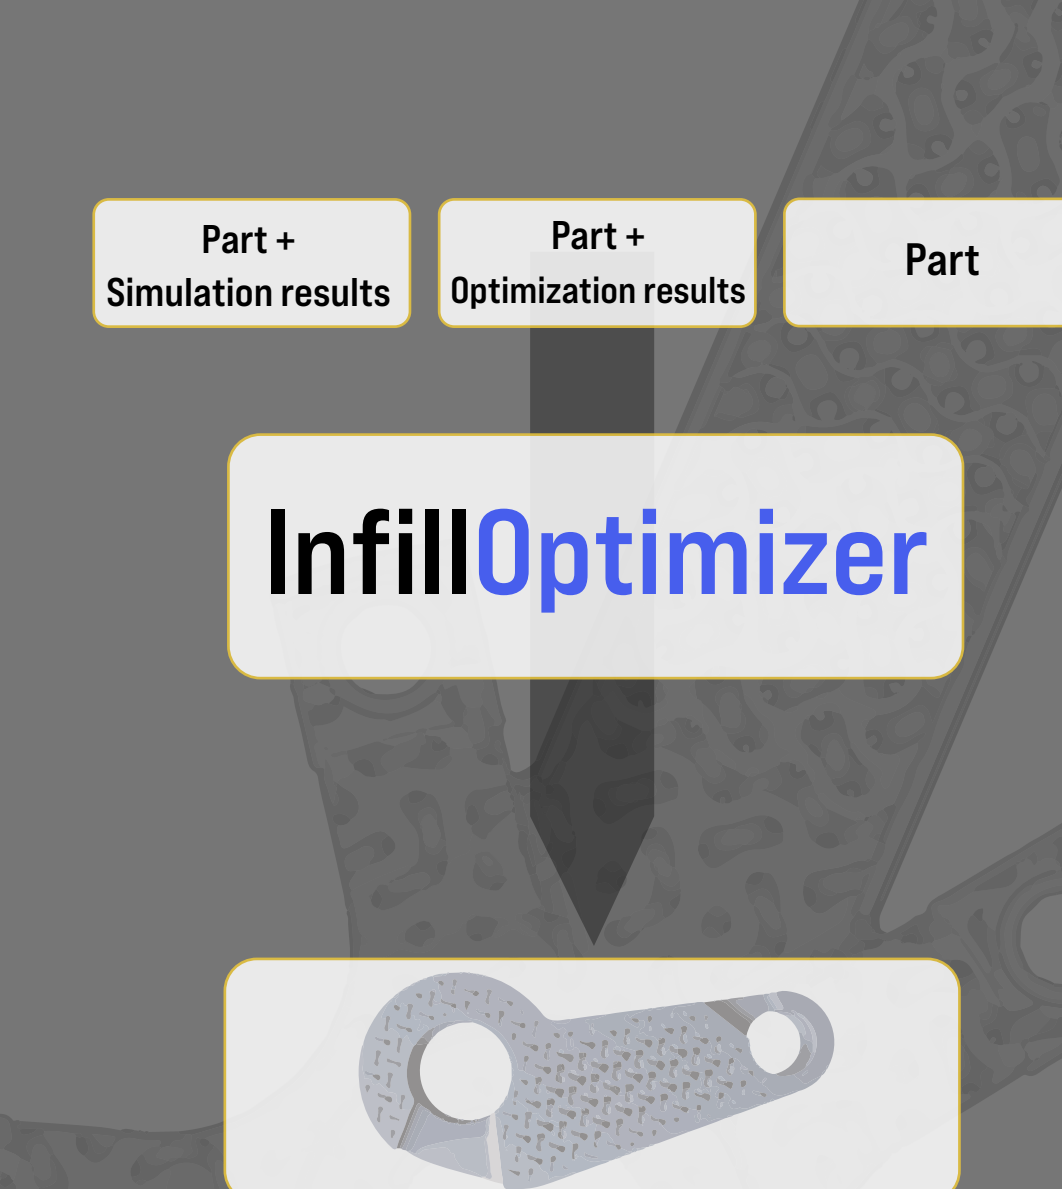 Part +
Simulation results
Part +
Optimization results
Part
InfillOptimizer